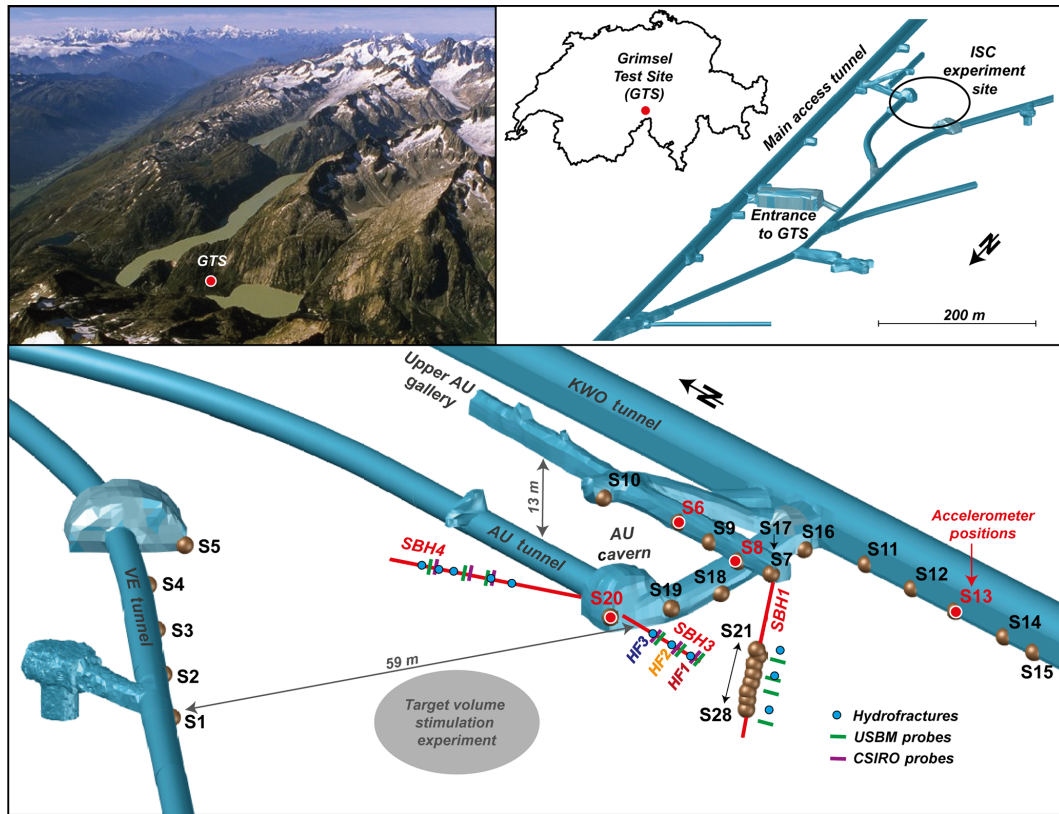 GTS
Grimsel
Test Site
(GTS)
Main access tunnel
ISC
experiment
site
Entrance
to GTS
N
200 m
Upper AU
gallery
KWO tunnel
N
13 m
S10
S6
S9
S8
S17
S7
S16
S11
S12
Accelerometer
positions
S13
S14
S15
AU tunnel
AU
cavern
SBH4
S20
S19
S18
SBH1
S5
S4
VE tunnel
S3
S2
S1
59 m
SBH3
HF3
HF2
HF1
S21
S28
Target volume
stimulation
experiment
Hydrofractures
USBM probes
CSIRO probes